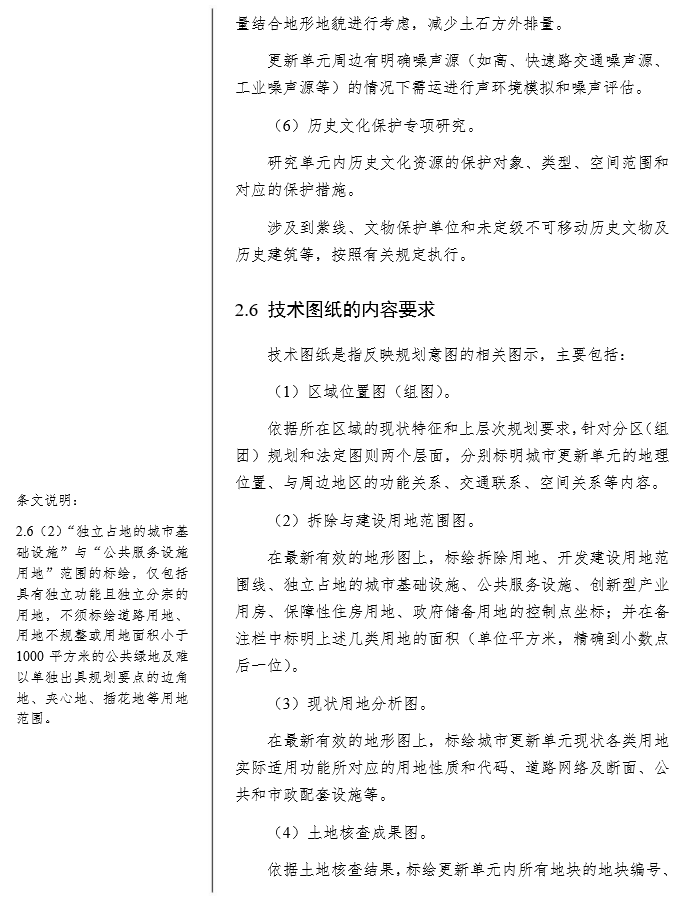 量结合地形地貌进行考虑，减少土石方外排量。
更新单元周边有明确噪声源（如高、快速路交通噪声源、
工业噪声源等）的情况下需运进行声环境模拟和噪声评估。
（6）历史文化保护专项研究。
研究单元内历史文化资源的保护对象、类型、空间范围和
对应的保护措施。
涉及到紫线、文物保护单位和未定级不可移动历史文物及
历史建筑等，按照有关规定执行。
2.6 技术图纸的内容要求
技术图纸是指反映规划意图的相关图示，主要包括：
（1）区域位置图（组图）。
依据所在区域的现状特征和上层次规划要求，针对分区（组
团）规划和法定图则两个层面，分别标明城市更新单元的地理
位置、与周边地区的功能关系、交通联系、空间关系等内容。
（2）拆除与建设用地范围图。
在最新有效的地形图上，标绘拆除用地、开发建设用地范
围线、独立占地的城市基础设施、公共服务设施、创新型产业
用房、保障性住房用地、政府储备用地的控制点坐标；并在备
注栏中标明上述几类用地的面积（单位平方米，精确到小数点
后一位）。
（3）现状用地分析图。
在最新有效的地形图上，标绘城市更新单元现状各类用地
实际适用功能所对应的用地性质和代码、道路网络及断面、公
共和市政配套设施等。
（4）土地核查成果图。
依据土地核查结果，标绘更新单元内所有地块的地块编号、
条文说明：
2.6（2）“独立占地的城市基
础设施”与“公共服务设施
用地”范围的标绘，仅包括
具有独立功能且独立分宗的
用地，不须标绘道路用地、
用地不规整或用地面积小于
1000 平方米的公共绿地及难
以单独出具规划要点的边角
地、夹心地、插花地等用地
范围。